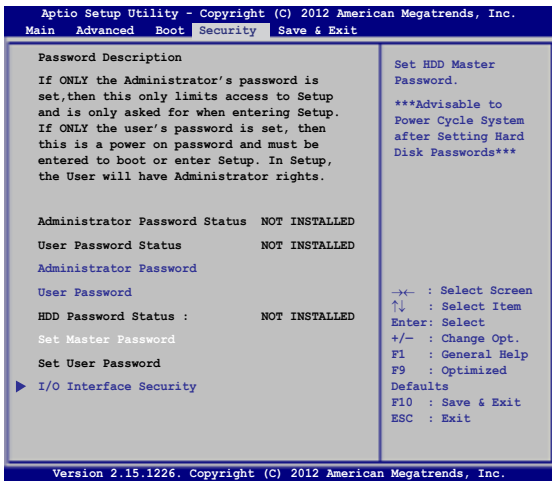 Aptio Setup Utility - Copyright (C) 2012 American Megatrends, Inc.
Main Advanced Boot Security Save & Exit
Password Description
If ONLY the Administrator's password is
set,then this only limits access to Setup
and is only asked for when entering Setup.
If ONLY the user's password is set, then
this is a power on password and must be
entered to boot or enter Setup. In Setup,
the User will have Administrator rights.
Administrator Password Status NOT INSTALLED
User Password Status NOT INSTALLED
Administrator Password
User Password
HDD Password Status : NOT INSTALLED
Set Master Password
Set User Password
I/O Interface Security
Set HDD Master
Password.
***Advisable to
Power Cycle System
after Setting Hard
Disk Passwords***
→← : Select Screen
↑↓ : Select Item
Enter: Select
+/— : Change Opt.
F1 : General Help
F9 : Optimized
Defaults
F10 : Save & Exit
ESC : Exit
Version 2.15.1226. Copyright (C) 2012 American Megatrends, Inc.